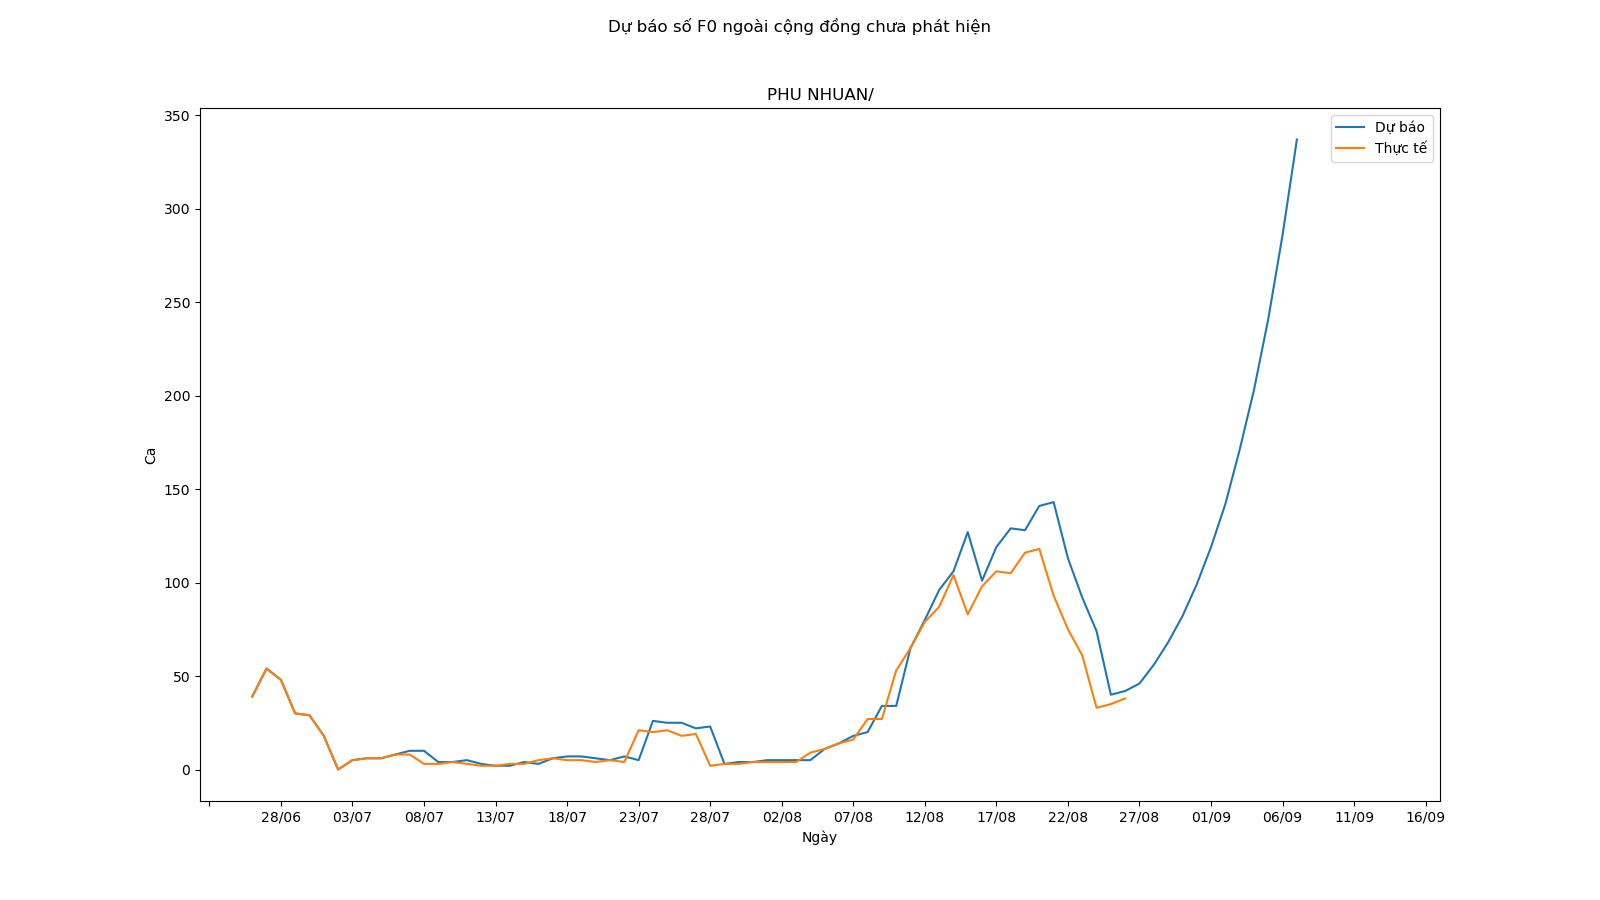 Dự báo số F0 ngoài cộng đồng chưa phát hiện
PHU NHUAN/
Dự báo
Thực tế
350
300
250
200
150
100
50
0
Ca
28/06 03/07 08/07 13/07 18/07 23/07 28/07 02/08 07/08 12/08 17/08 22/08 27/08 01/09 06/09 11/09 16/09
Ngày